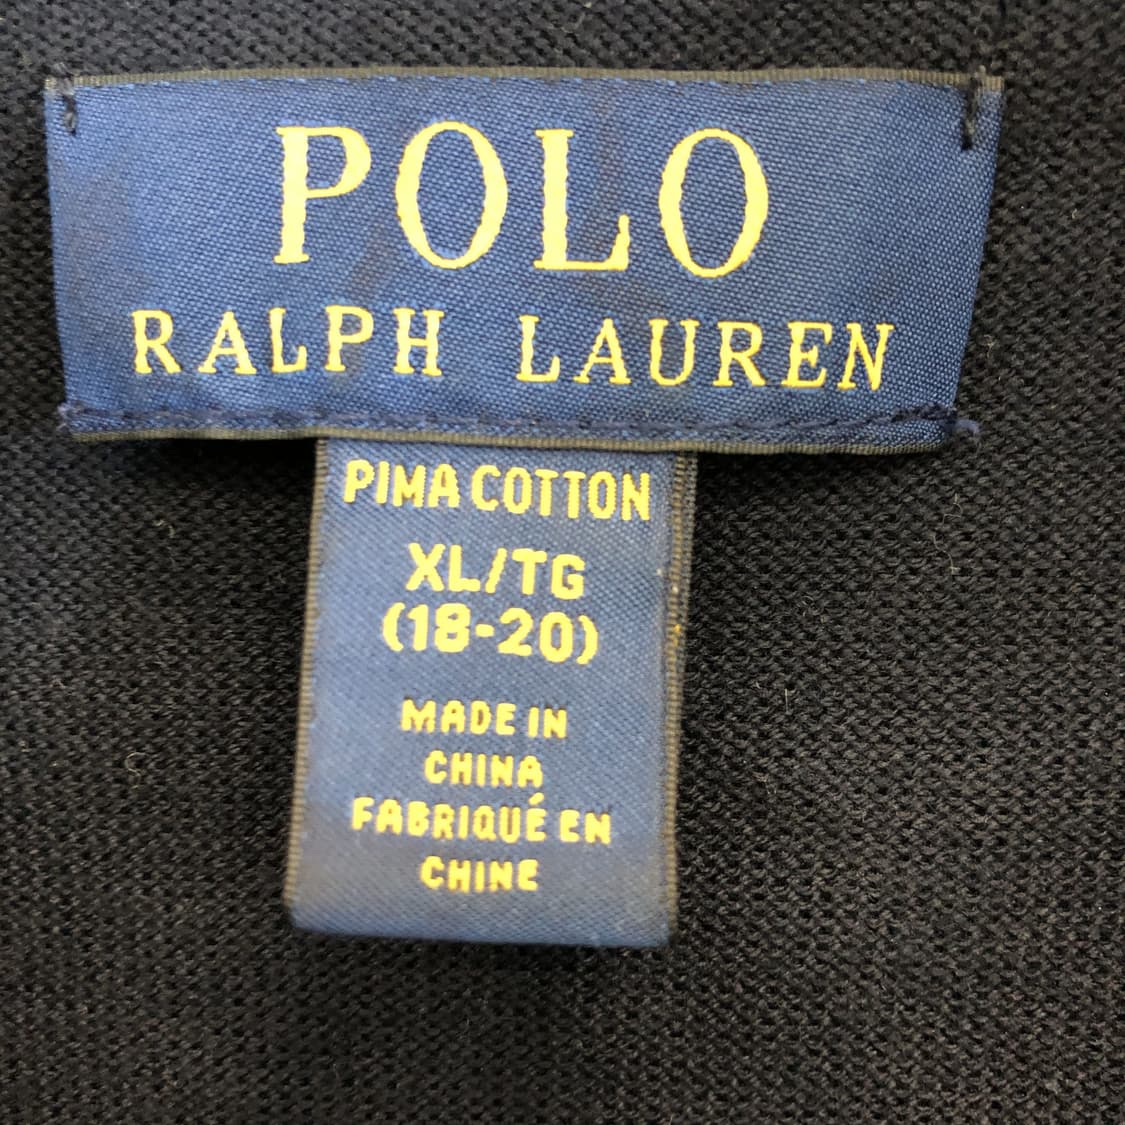 POLO
RALPH LAUREN
PIMA COTTON
XL/TG
(18-20)
MADE IN
CHINA
FABRIQUÉ EN
CHINE